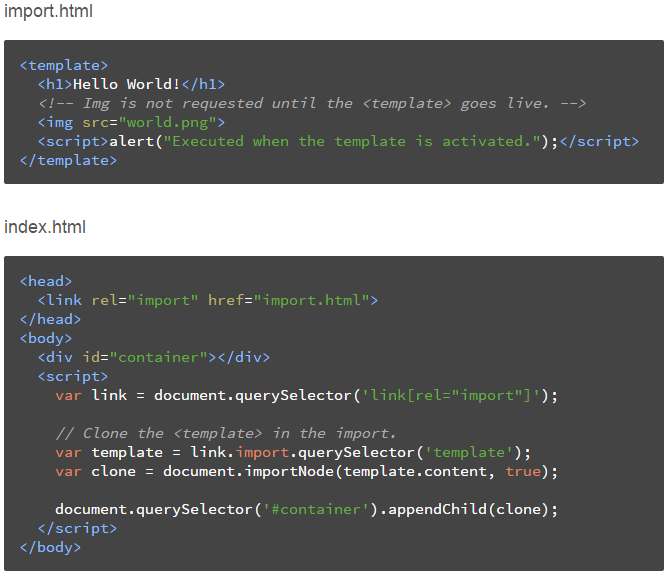 import.html
<template>
  <h1>Hello World!</h1>
  <!-- Img is not requested until the <template> goes live. -->
  <img src="world.png">
  <script>alert("Executed when the template is activated.");</script>
</template>
index.html
<head>
  <link rel="import" href="import.html">
</head>
<body>
  <div id="container"></div>
  <script>
    var link = document.querySelector('link[rel="import"]');
    // Clone the <template> in the import.
    var template = link.import.querySelector('template');
    var clone = document.importNode(template.content, true);
    document.querySelector('#container').appendChild(clone);
  </script>
</body>